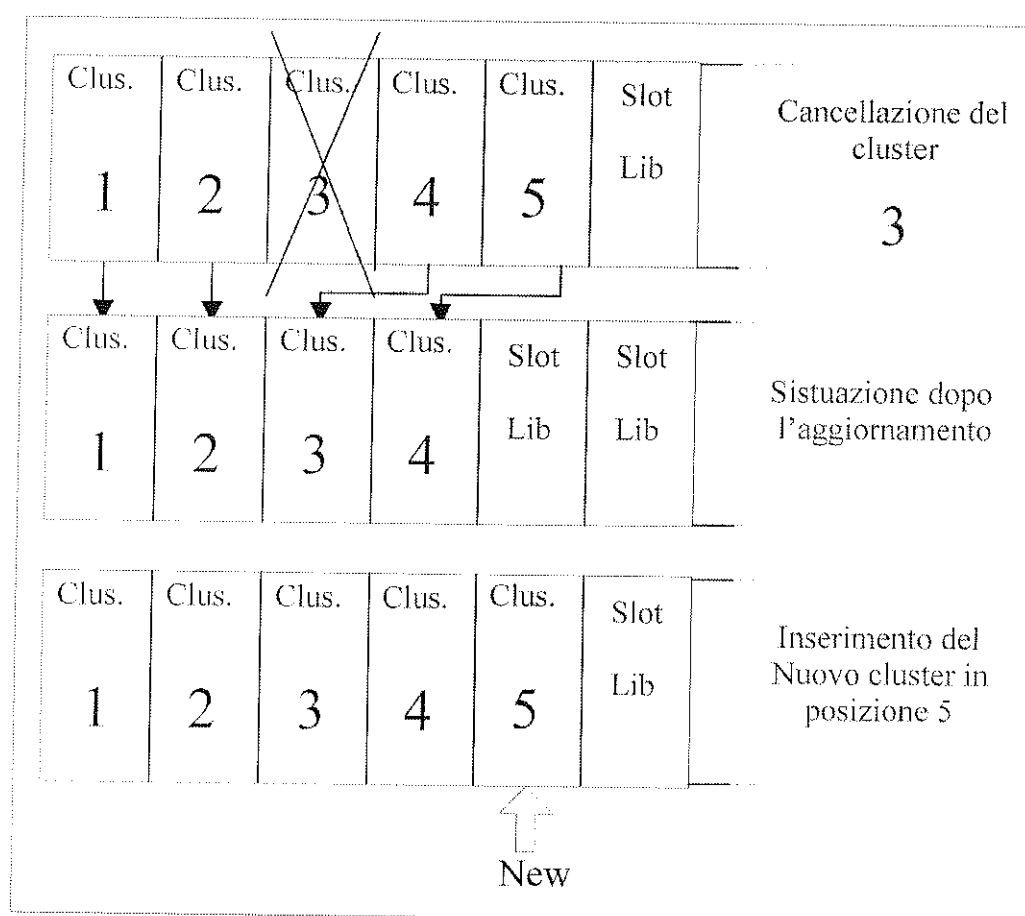 Clus. Clus. Clus. Clus. Clus. Slot
Lib
1 2 3 4 5
Cancellazione del
cluster
3
Clus. Clus. Clus. Clus. Slot Slot
Lib Lib
1 2 3 4
Sistuazione dopo
l'aggiornamento
Clus. Clus. Clus. Clus. Clus. Slot
Lib
1 2 3 4 5
Inserimento del
Nuovo cluster in
posizione 5
New